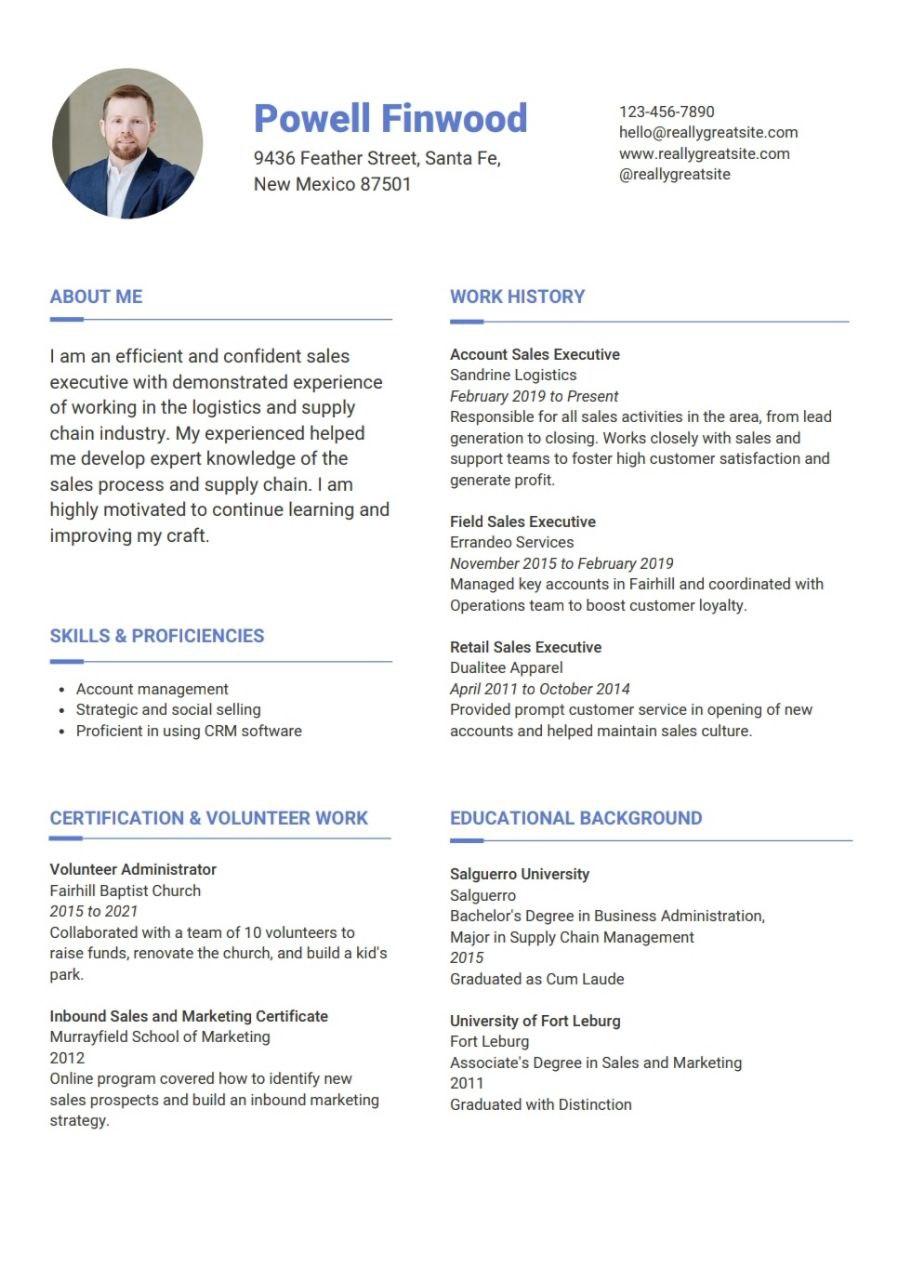 Powell Finwood
9436 Feather Street, Santa Fe,
New Mexico 87501
123-456-7890
hello@reallygreatsite.com
www.reallygreatsite.com
@reallygreatsite
ABOUT ME
I am an efficient and confident sales
executive with demonstrated experience
of working in the logistics and supply
chain industry. My experienced helped
me develop expert knowledge of the
sales process and supply chain. I am
highly motivated to continue learning and
improving my craft.
SKILLS & PROFICIENCIES
• Account management
• Strategic and social selling
• Proficient in using CRM software
CERTIFICATION & VOLUNTEER WORK
Volunteer Administrator
Fairhill Baptist Church
2015 to 2021
Collaborated with a team of 10 volunteers to
raise funds, renovate the church, and build a kid's
park.
Inbound Sales and Marketing Certificate
Murrayfield School of Marketing
2012
Online program covered how to identify new
sales prospects and build an inbound marketing
strategy.
WORK HISTORY
Account Sales Executive
Sandrine Logistics
February 2019 to Present
Responsible for all sales activities in the area, from lead
generation to closing. Works closely with sales and
support teams to foster high customer satisfaction and
generate profit.
Field Sales Executive
Errandeo Services
November 2015 to February 2019
Managed key accounts in Fairhill and coordinated with
Operations team to boost customer loyalty.
Retail Sales Executive
Dualitee Apparel
April 2011 to October 2014
Provided prompt customer service in opening of new
accounts and helped maintain sales culture.
EDUCATIONAL BACKGROUND
Salguerro University
Salguerro
Bachelor's Degree in Business Administration,
Major in Supply Chain Management
2015
Graduated as Cum Laude
University of Fort Leburg
Fort Leburg
Associate's Degree in Sales and Marketing
2011
Graduated with Distinction